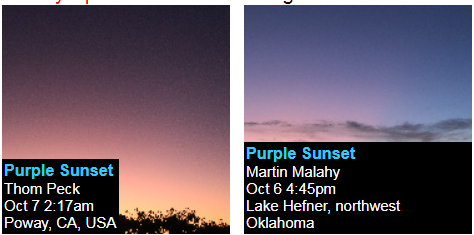 Purple Sunset
Thom Peck
Oct 7 2:17am
Poway, CA, USA
Purple Sunset
Martin Malahy
Oct 6 4:45pm
Lake Hefner, northwest
Oklahoma